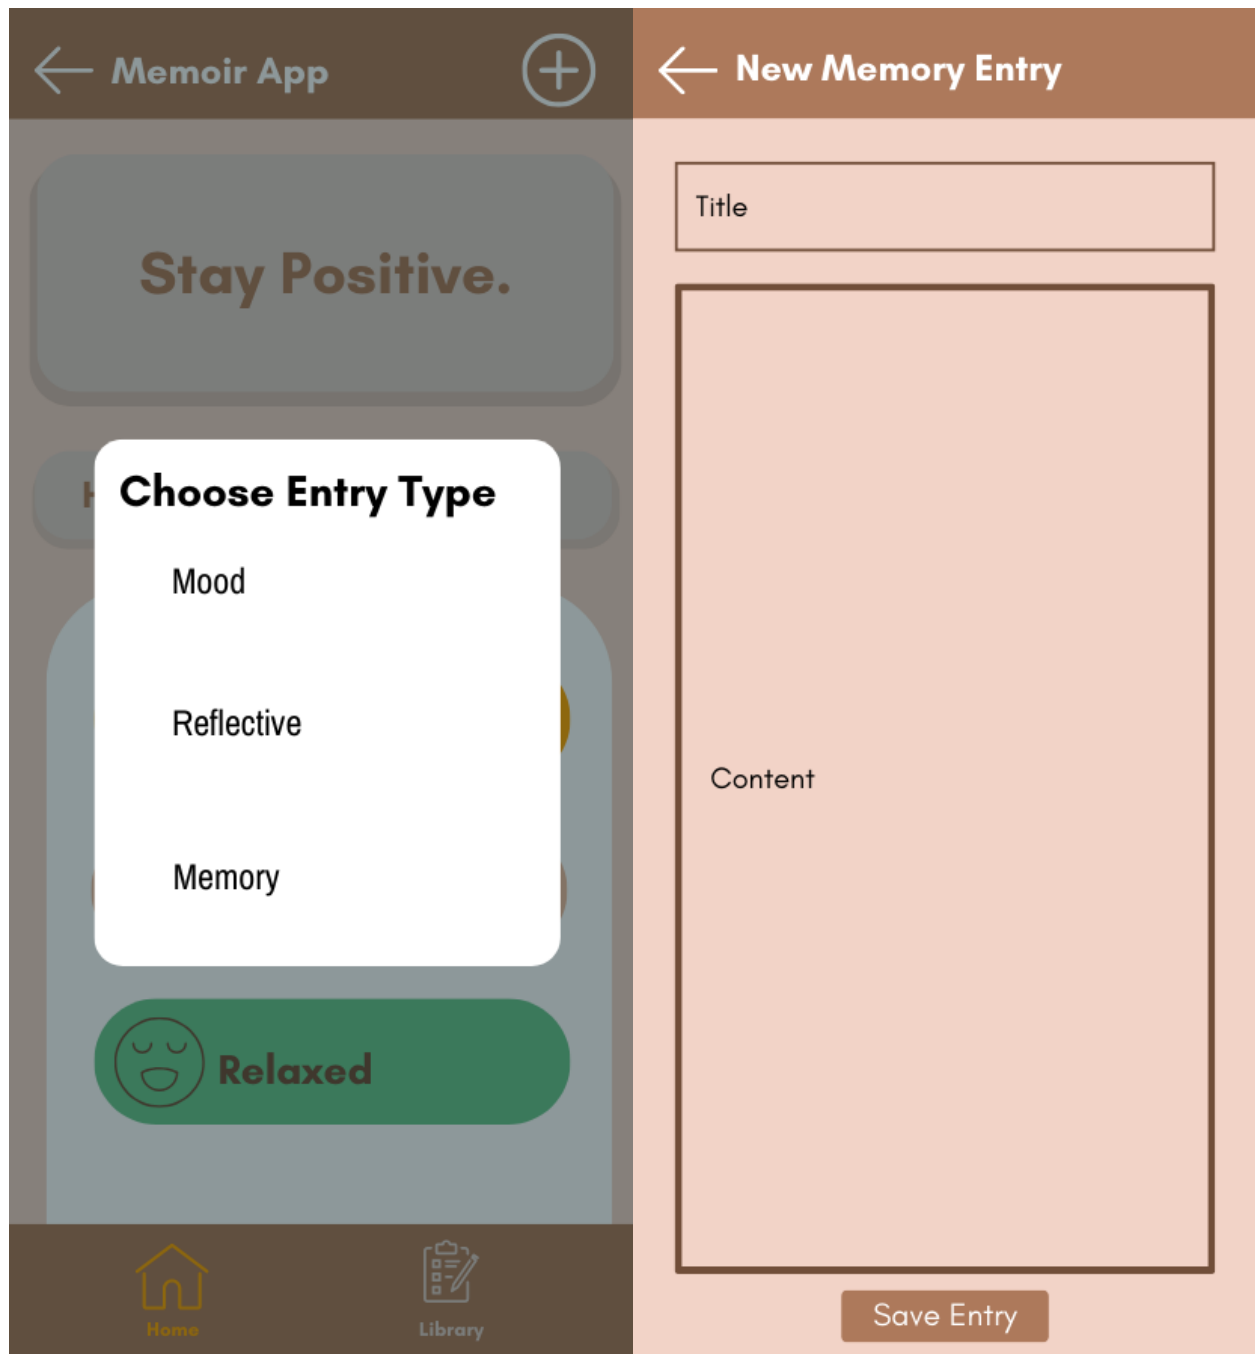 Memoir App
Stay Positive.
Choose Entry Type
Mood
Reflective
Memory
Relaxed
Home
Library
New Memory Entry
Title
Content
Save Entry